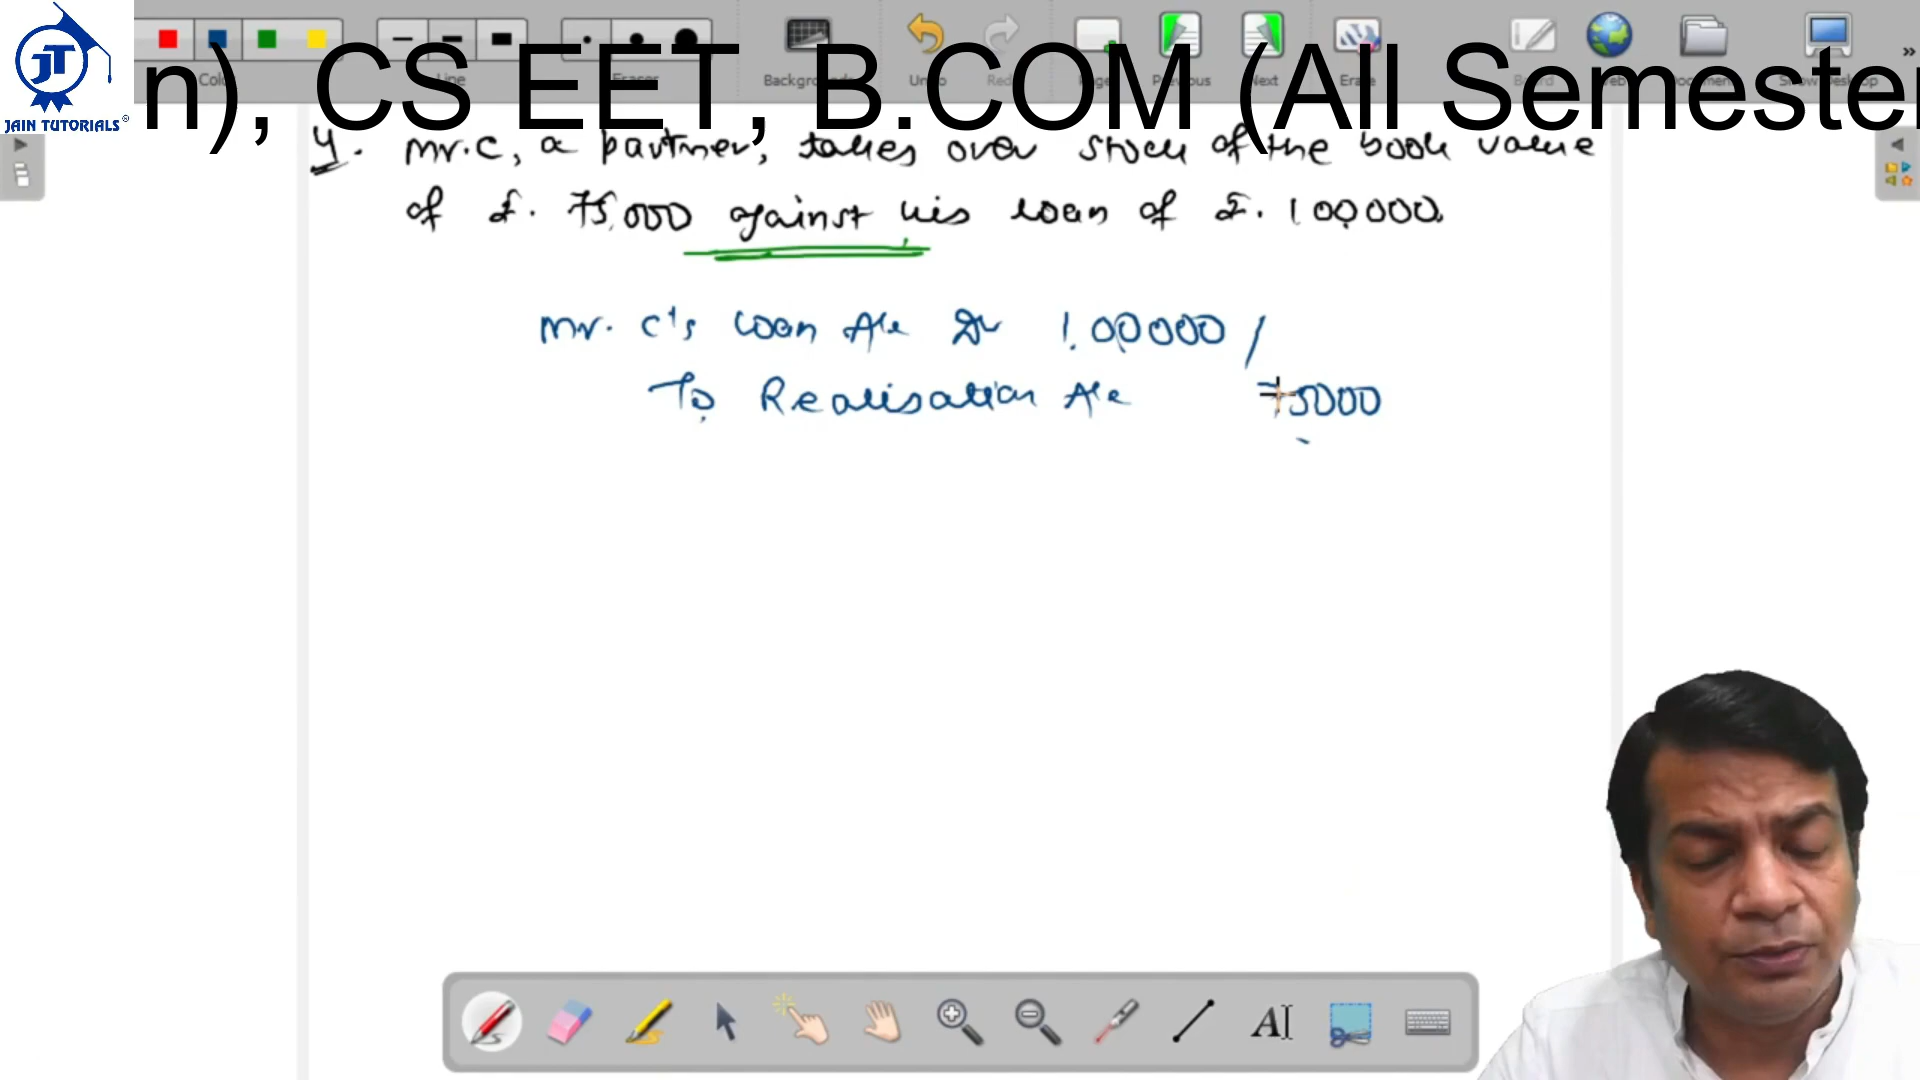 n), CS EET, B.COM (All Semester
JAIN TUTORIALS®
4. Mr. C, a partner, takes over stock of the book value
of ₹. 75,000 against his loan of ₹. 1,00,000.
Mr. C's Loan A/c Dr 1,00,000 /
To Realisation A/c 75000